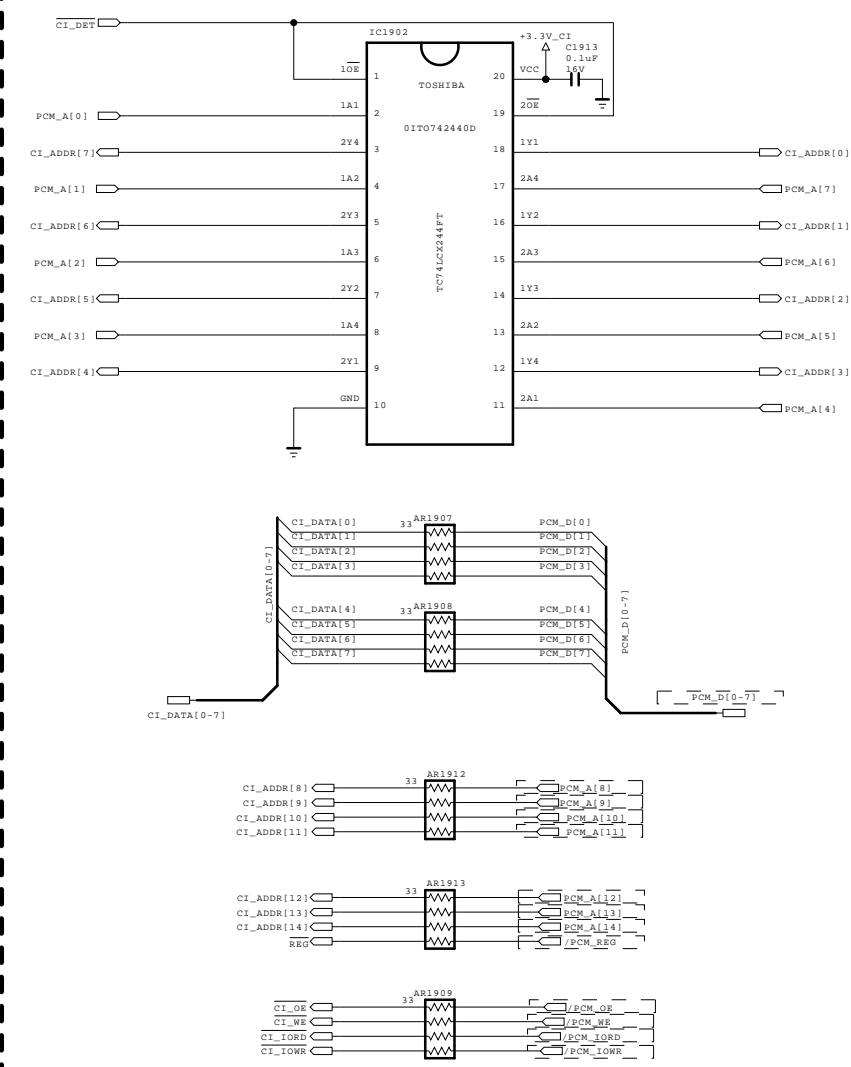 CI_DET
IC1902
+3.3V_CI
C1913
0.1uF
16V
1OE 1 TOSHIBA 20 VCC
1A1 2 19 2OE
PCM_A[0]
0ITO742440D
2Y4 3 18 1Y1
CI_ADDR[7] CI_ADDR[0]
1A2 4 17 2A4
PCM_A[1] PCM_A[7]
2Y3 5 16 1Y2
CI_ADDR[6] CI_ADDR[1]
TC74LCX244FT
1A3 6 15 2A3
PCM_A[2] PCM_A[6]
2Y2 7 14 1Y3
CI_ADDR[5] CI_ADDR[2]
1A4 8 13 2A2
PCM_A[3] PCM_A[5]
2Y1 9 12 1Y4
CI_ADDR[4] CI_ADDR[3]
GND 10 11 2A1
PCM_A[4]
33 AR1907
CI_DATA[0] PCM_D[0]
CI_DATA[1] PCM_D[1]
CI_DATA[2] PCM_D[2]
CI_DATA[3] PCM_D[3]
CI_DATA[0-7]
PCM_D[0-7]
33 AR1908
CI_DATA[4] PCM_D[4]
CI_DATA[5] PCM_D[5]
CI_DATA[6] PCM_D[6]
CI_DATA[7] PCM_D[7]
PCM_D[0-7]
CI_DATA[0-7]
33 AR1912
CI_ADDR[8] PCM_A[8]
CI_ADDR[9] PCM_A[9]
CI_ADDR[10] PCM_A[10]
CI_ADDR[11] PCM_A[11]
33 AR1913
CI_ADDR[12] PCM_A[12]
CI_ADDR[13] PCM_A[13]
CI_ADDR[14] PCM_A[14]
REG /PCM_REG
33 AR1909
CI_OE /PCM_OE
CI_WE /PCM_WE
CI_IORD /PCM_IORD
CI_IOWR /PCM_IOWR